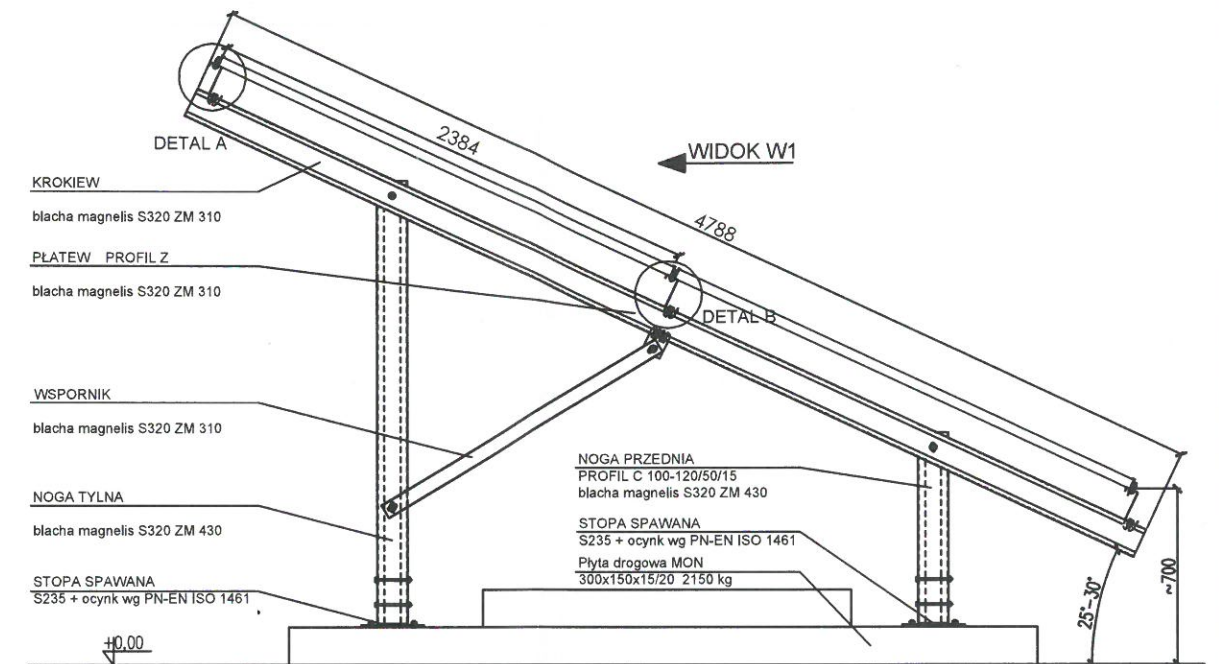 2384
WIDOK W1
DETAL A
4788
KROKIEW
blacha magnelis S320 ZM 310
PŁATEW PROFIL Z
blacha magnelis S320 ZM 310
DETAL B
WSPORNIK
blacha magnelis S320 ZM 310
NOGA TYLNA
blacha magnelis S320 ZM 430
STOPA SPAWANA
S235 + ocynk wg PN-EN ISO 1461
NOGA PRZEDNIA
PROFIL C 100-120/50/15
blacha magnelis S320 ZM 430
STOPA SPAWANA
S235 + ocynk wg PN-EN ISO 1461
Płyta drogowa MON
300x150x15/20 2150 kg
25°-30°
~700
±0.00